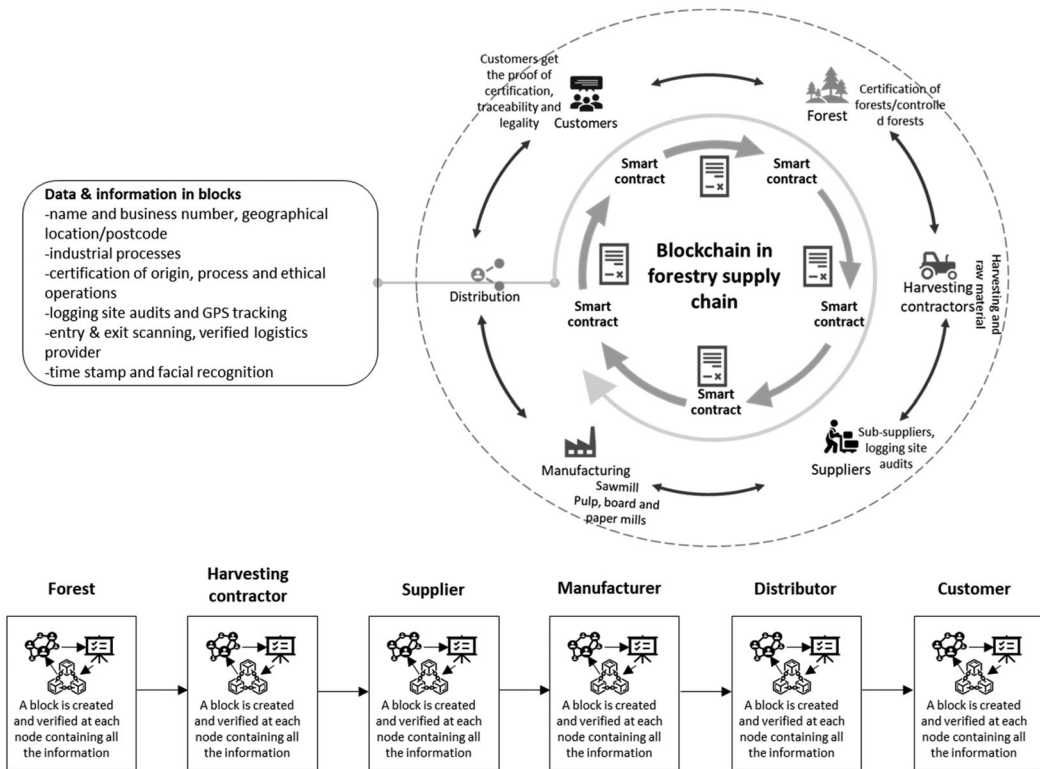 Customers get
the proof of
certification,
traceability and
legality
Customers
Forest
Certification of
forests/controlle
d forests
Smart
contract
Smart
contract
Data & information in blocks
-name and business number, geographical
location/postcode
-industrial processes
-certification of origin, process and ethical
operations
-logging site audits and GPS tracking
-entry & exit scanning, verified logistics
provider
-time stamp and facial recognition
Distribution
Blockchain in
forestry supply
chain
Harvesting
contractors
Harvesting and
raw material
Smart
contract
Smart
contract
Smart
contract
Manufacturing
Sawmill
Pulp, board and
paper mills
Suppliers
Sub-suppliers,
logging site
audits
Forest
Harvesting
contractor
Supplier
Manufacturer
Distributor
Customer
A block is created
and verified at each
node containing all
the information
A block is created
and verified at each
node containing all
the information
A block is created
and verified at each
node containing all
the information
A block is created
and verified at each
node containing all
the information
A block is created
and verified at each
node containing all
the information
A block is created
and verified at each
node containing all
the information